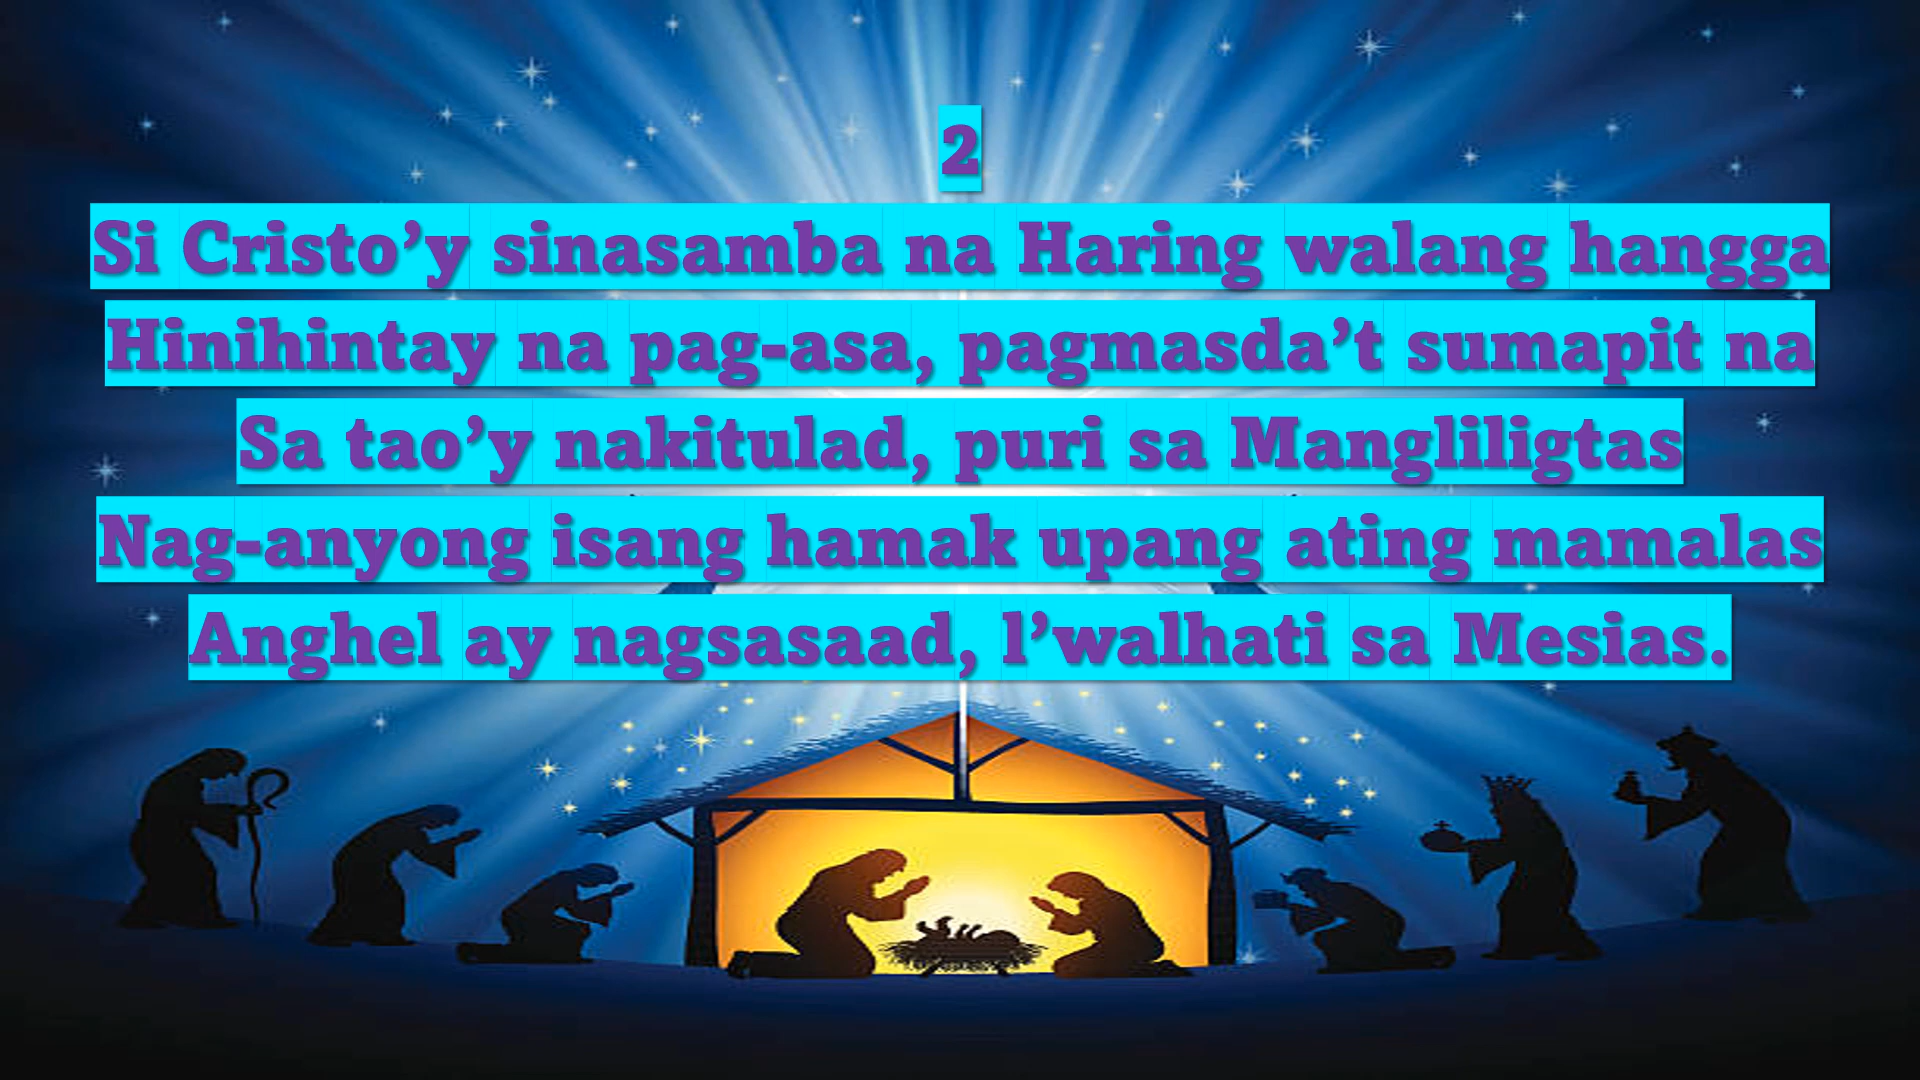 2
Si Cristo’y sinasamba na Haring walang hangga
Hinihintay na pag-asa, pagmasda’t sumapit na
Sa tao’y nakitulad, puri sa Mangliligtas
Nag-anyong isang hamak upang ating mamalas
Anghel ay nagsasaad, l’walhati sa Mesias.